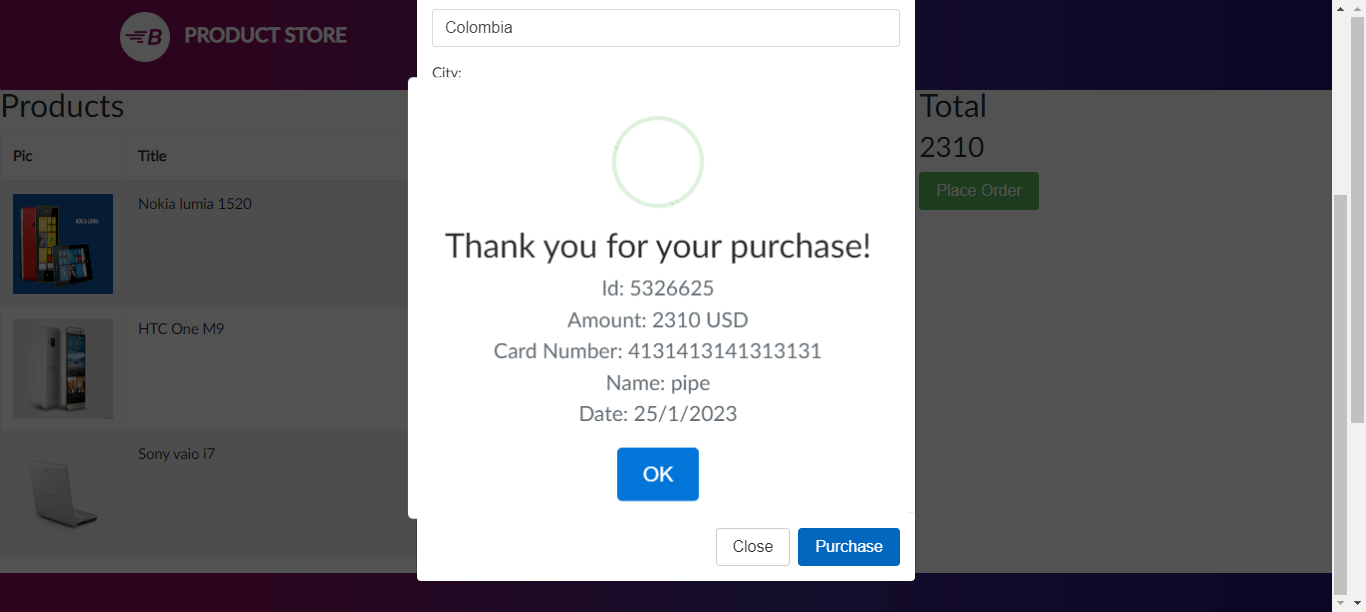 PRODUCT STORE
Colombia
City:
Products
Pic Title
Nokia lumia 1520
NOKIA LUMIA
HTC One M9
Sony vaio i7
Thank you for your purchase!
Id: 5326625
Amount: 2310 USD
Card Number: 4131413141313131
Name: pipe
Date: 25/1/2023
OK
Close Purchase
Total
2310
Place Order